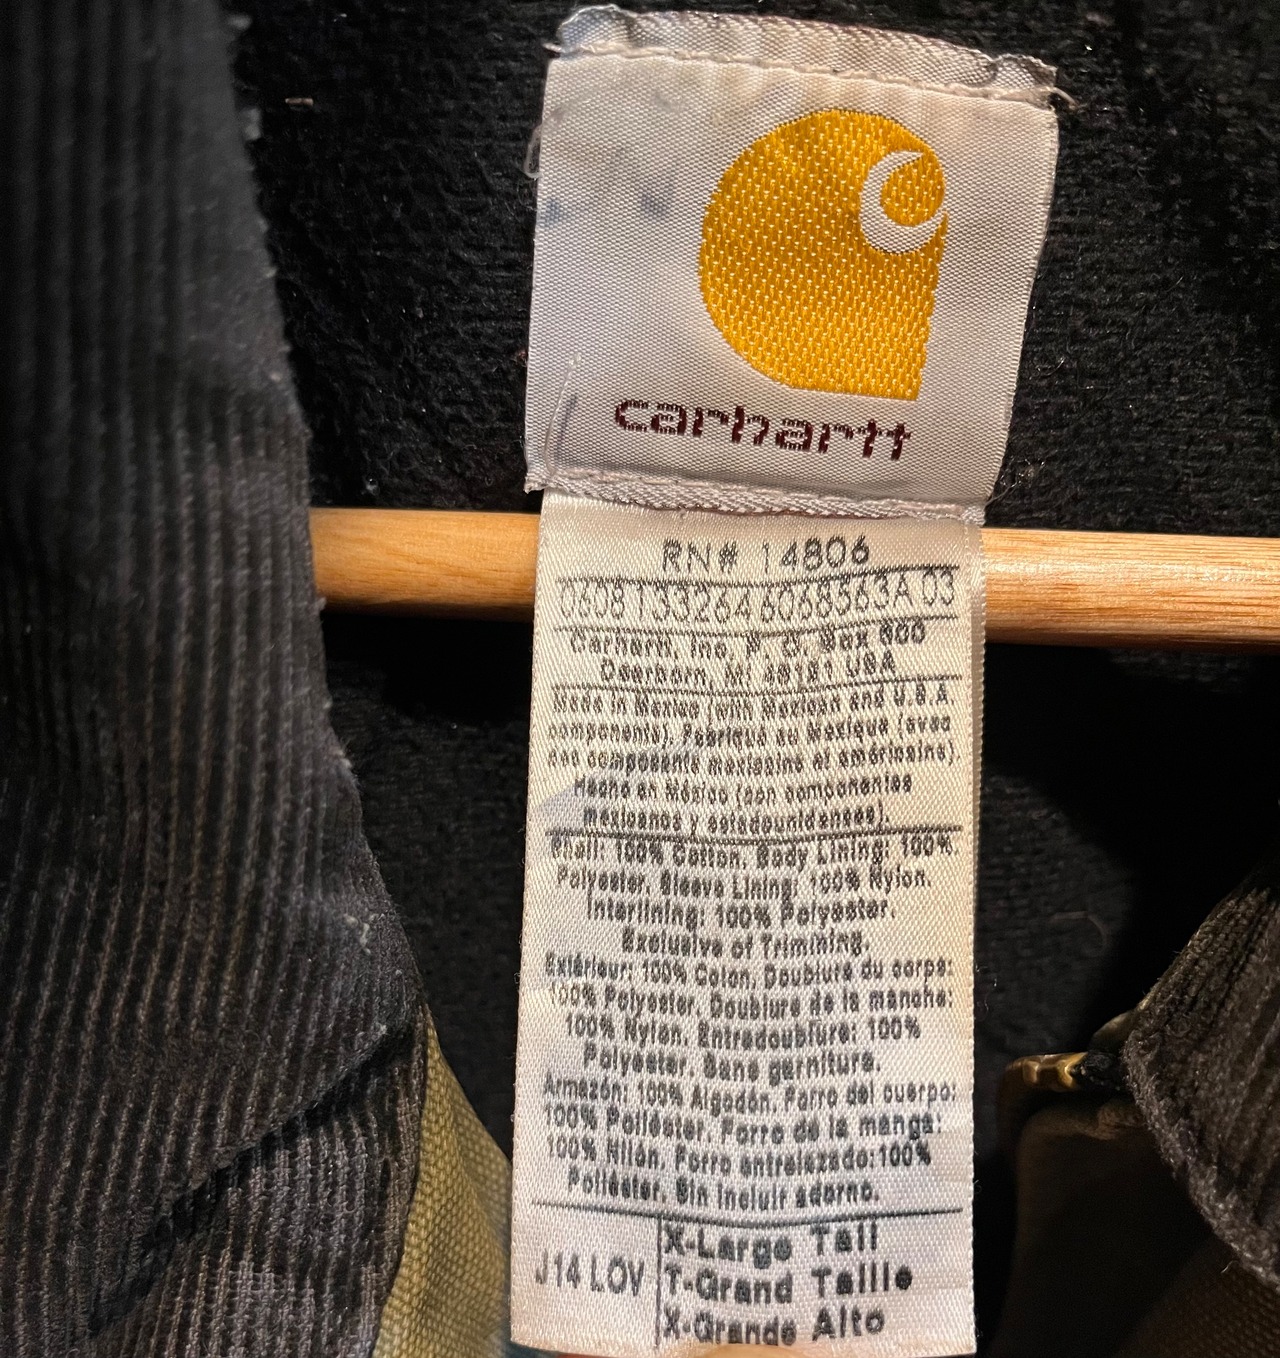 carhartt
RN# 14806
0608133264 6068563A 03
Carhartt, Inc. P. O. Box 600
Dearborn, MI 48121 USA
Made in Mexico (with Mexican and U.S.A
components). Fabriqué au Mexique (avec
des composants mexicains et américains).
Hecho en México (con componentes
mexicanos y estadounidenses).
Shell: 100% Cotton. Body Lining: 100%
Polyester. Sleeve Lining: 100% Nylon.
Interlining: 100% Polyester.
Exclusive of Trimining.
Extérieur: 100% Coton. Doublure du corps:
100% Polyester. Doublure de la manche:
100% Nylon. Entredoublure: 100%
Polyester. Sans garniture.
Armazón: 100% Algodón. Forro del cuerpo:
100% Poliéster. Forro de la manga:
100% Nilón. Forro entrelazado:100%
Poliéster. Sin incluir adorno.
J14 LOV
X-Large Tall
T-Grand Taille
X-Grande Alto